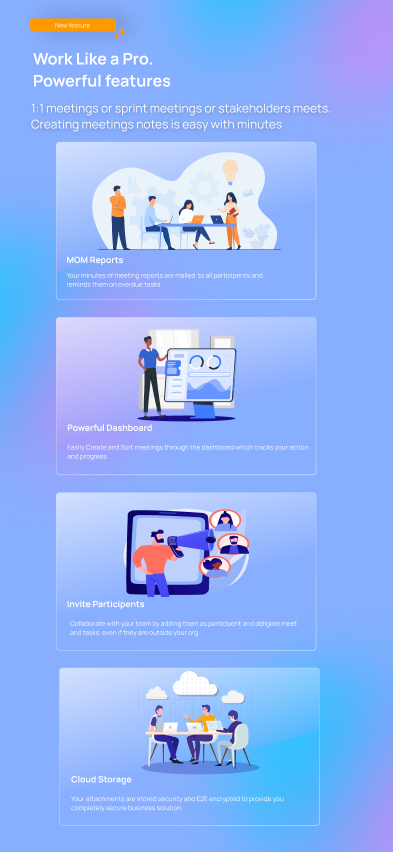 New feature
Work Like a Pro.
Powerful features
1:1 meetings or sprint meetings or stakeholders meets.
Creating meetings notes is easy with minutes
MOM Reports
Your minutes of meeting reports are mailed to all participants and
reminds them on overdue tasks
Powerful Dashboard
Easily Create and Sort meetings through the dashboard which tracks your action
and progress
Invite Participants
Collaborate with your team by adding them as participant and deligate meet
and tasks even if they are outside your org.
Cloud Storage
Your attachments are stored security and E2E encrypted to provide you
completely secure business solution